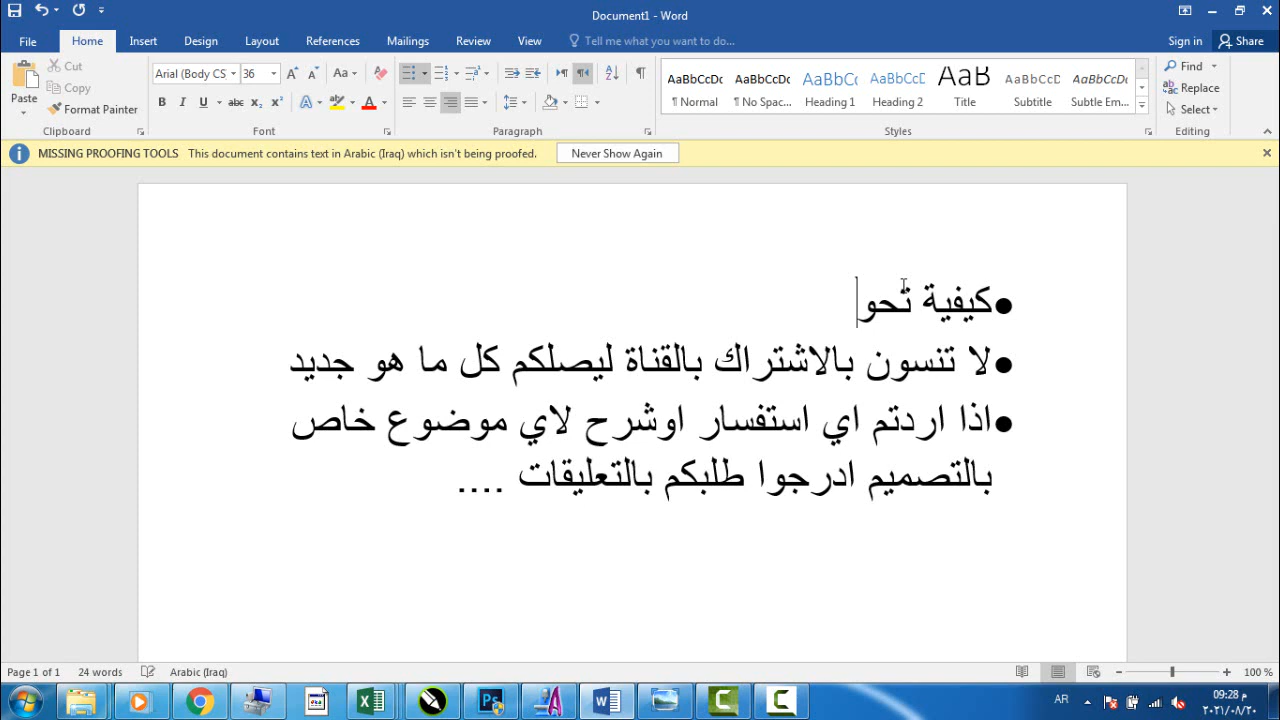 Document1 - Word
File Home Insert Design Layout References Mailings Review View Tell me what you want to do... Sign in Share
Cut
Copy
Format Painter
Paste
Clipboard
Arial (Body CS 36
Font
Paragraph
AaBbCcDc AaBbCcDc AaBbCc AaBbCcD AaB AaBbCcD AaBbCcDc
¶ Normal ¶ No Spac... Heading 1 Heading 2 Title Subtitle Subtle Em...
Styles
Find
Replace
Select
Editing
MISSING PROOFING TOOLS This document contains text in Arabic (Iraq) which isn't being proofed. Never Show Again
●كيفية تحو
●لا تنسون بالاشتراك بالقناة ليصلكم كل ما هو جديد
●اذا اردتم اي استفسار اوشرح لاي موضوع خاص
بالتصميم ادرجوا طلبكم بالتعليقات ....
Page 1 of 1 24 words Arabic (Iraq) 100 %
AR
09:28 م
٢٠٢١/٠٨/٢٠